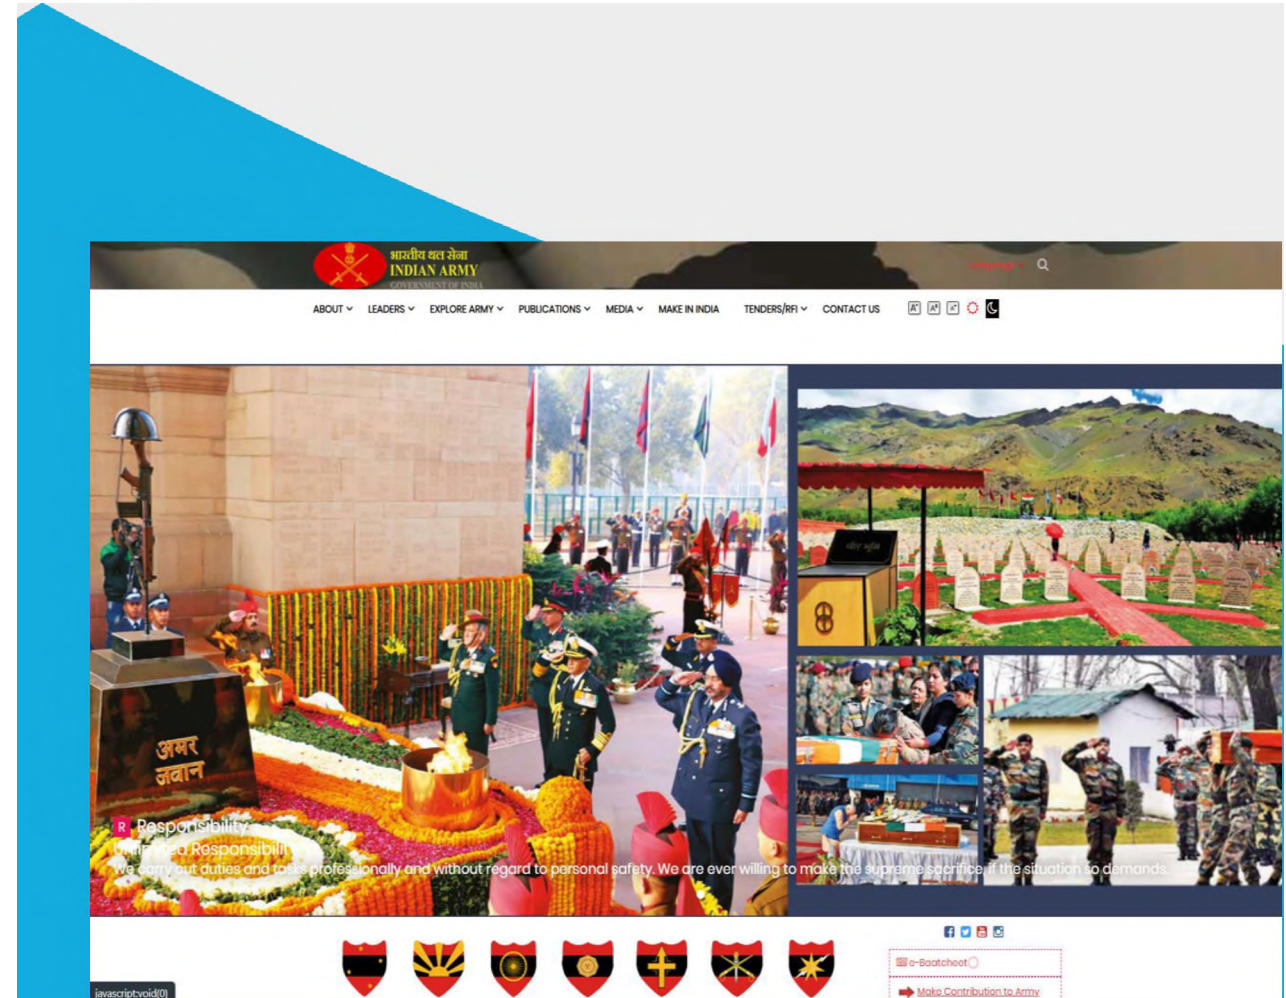 भारतीय थल सेना
INDIAN ARMY
GOVERNMENT OF INDIA
ABOUT LEADERS EXPLORE ARMY PUBLICATIONS MEDIA MAKE IN INDIA TENDERS/RFI CONTACT US A⁺ A A⁻
वीर भूमि
अमर
जवान
R Responsibility
Unlimited Responsibility
We carry out duties and tasks professionally and without regard to personal safety. We are ever willing to make the supreme sacrifice, if the situation so demands.
e-Baatcheet
Make Contribution to Army
javascript:void(0)